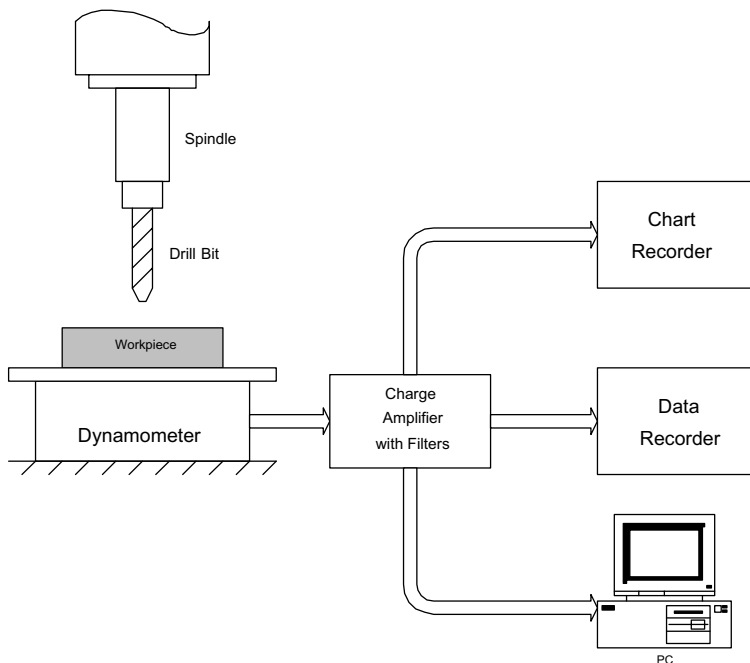 Spindle
Drill Bit
Workpiece
Dynamometer
Charge
Amplifier
with Filters
Chart
Recorder
Data
Recorder
PC